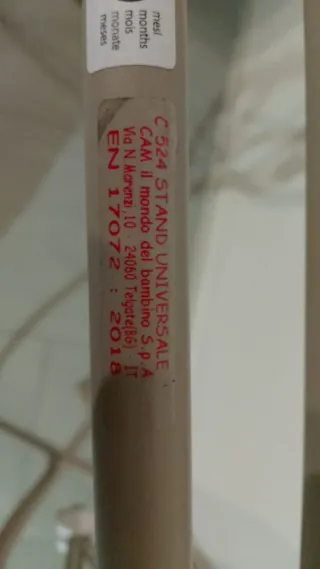 mesi
months
mois
monate
meses
C 524 STAND UNIVERSALE
CAM il mondo del bambino S.p.A
Via N Morenzi,10 - 24060 Telgate(BG) IT
EN 17072 : 2018